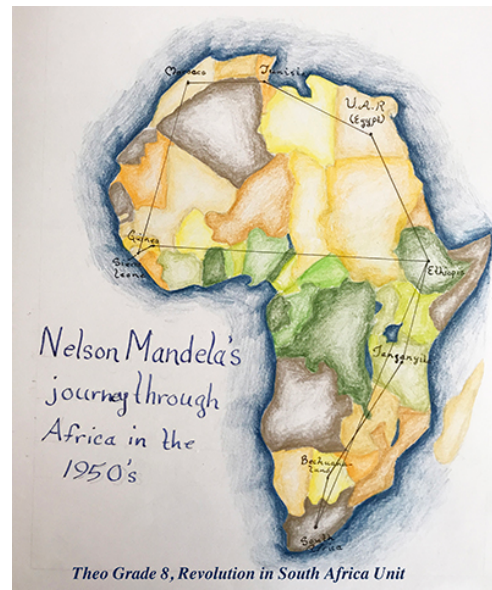 Morocco
Tunisia
U.A.R
(Egypt)
Guinea
Sierra
Leone
Ethiopia
Nelson Mandela's
journey through
Africa in the
1950's
Tanganyika
Bechuana
land
South
Africa
Theo Grade 8, Revolution in South Africa Unit